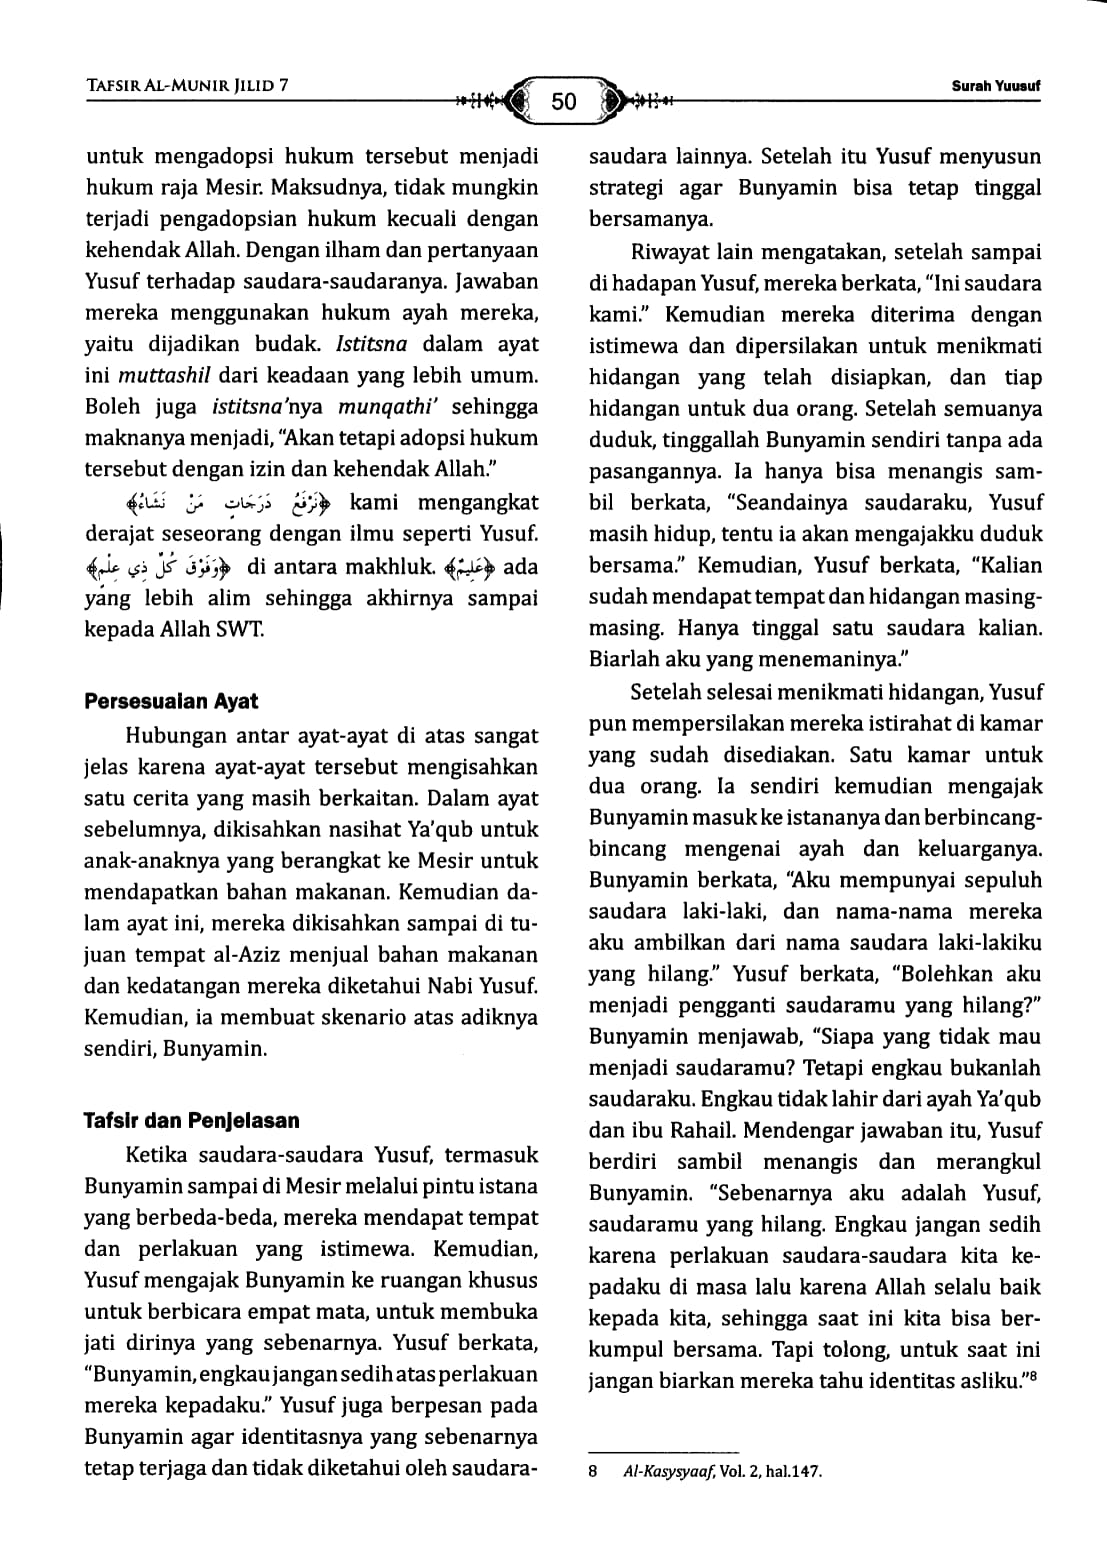 TAFSIR AL-MUNIR JILID 7
50
Surah Yuusuf
untuk mengadopsi hukum tersebut menjadi
hukum raja Mesir. Maksudnya, tidak mungkin
terjadi pengadopsian hukum kecuali dengan
kehendak Allah. Dengan ilham dan pertanyaan
Yusuf terhadap saudara-saudaranya. Jawaban
mereka menggunakan hukum ayah mereka,
yaitu dijadikan budak. Istitsna dalam ayat
ini muttashil dari keadaan yang lebih umum.
Boleh juga istitsna'nya munqathi' sehingga
maknanya menjadi, “Akan tetapi adopsi hukum
tersebut dengan izin dan kehendak Allah.”
﴿نَرْفَعُ دَرَجَاتٍ مَنْ نَشَاءُ﴾ kami mengangkat
derajat seseorang dengan ilmu seperti Yusuf.
﴿وَفَوْقَ كُلِّ ذِي عِلْمٍ﴾ di antara makhluk. ﴿عَلِيمٌ﴾ ada
yang lebih alim sehingga akhirnya sampai
kepada Allah SWT.
Persesuaian Ayat
Hubungan antar ayat-ayat di atas sangat
jelas karena ayat-ayat tersebut mengisahkan
satu cerita yang masih berkaitan. Dalam ayat
sebelumnya, dikisahkan nasihat Ya'qub untuk
anak-anaknya yang berangkat ke Mesir untuk
mendapatkan bahan makanan. Kemudian da-
lam ayat ini, mereka dikisahkan sampai di tu-
juan tempat al-Aziz menjual bahan makanan
dan kedatangan mereka diketahui Nabi Yusuf.
Kemudian, ia membuat skenario atas adiknya
sendiri, Bunyamin.
Tafsir dan Penjelasan
Ketika saudara-saudara Yusuf, termasuk
Bunyamin sampai di Mesir melalui pintu istana
yang berbeda-beda, mereka mendapat tempat
dan perlakuan yang istimewa. Kemudian,
Yusuf mengajak Bunyamin ke ruangan khusus
untuk berbicara empat mata, untuk membuka
jati dirinya yang sebenarnya. Yusuf berkata,
“Bunyamin, engkau jangan sedih atas perlakuan
mereka kepadaku.” Yusuf juga berpesan pada
Bunyamin agar identitasnya yang sebenarnya
tetap terjaga dan tidak diketahui oleh saudara-
saudara lainnya. Setelah itu Yusuf menyusun
strategi agar Bunyamin bisa tetap tinggal
bersamanya.
Riwayat lain mengatakan, setelah sampai
di hadapan Yusuf, mereka berkata, “Ini saudara
kami.” Kemudian mereka diterima dengan
istimewa dan dipersilakan untuk menikmati
hidangan yang telah disiapkan, dan tiap
hidangan untuk dua orang. Setelah semuanya
duduk, tinggallah Bunyamin sendiri tanpa ada
pasangannya. Ia hanya bisa menangis sam-
bil berkata, “Seandainya saudaraku, Yusuf
masih hidup, tentu ia akan mengajakku duduk
bersama.” Kemudian, Yusuf berkata, “Kalian
sudah mendapat tempat dan hidangan masing-
masing. Hanya tinggal satu saudara kalian.
Biarlah aku yang menemaninya.”
Setelah selesai menikmati hidangan, Yusuf
pun mempersilakan mereka istirahat di kamar
yang sudah disediakan. Satu kamar untuk
dua orang. Ia sendiri kemudian mengajak
Bunyamin masuk ke istananya dan berbincang-
bincang mengenai ayah dan keluarganya.
Bunyamin berkata, “Aku mempunyai sepuluh
saudara laki-laki, dan nama-nama mereka
aku ambilkan dari nama saudara laki-lakiku
yang hilang.” Yusuf berkata, “Bolehkan aku
menjadi pengganti saudaramu yang hilang?”
Bunyamin menjawab, “Siapa yang tidak mau
menjadi saudaramu? Tetapi engkau bukanlah
saudaraku. Engkau tidak lahir dari ayah Ya'qub
dan ibu Rahail. Mendengar jawaban itu, Yusuf
berdiri sambil menangis dan merangkul
Bunyamin. “Sebenarnya aku adalah Yusuf,
saudaramu yang hilang. Engkau jangan sedih
karena perlakuan saudara-saudara kita ke-
padaku di masa lalu karena Allah selalu baik
kepada kita, sehingga saat ini kita bisa ber-
kumpul bersama. Tapi tolong, untuk saat ini
jangan biarkan mereka tahu identitas asliku.”⁸
8 Al-Kasysyaaf, Vol. 2, hal.147.